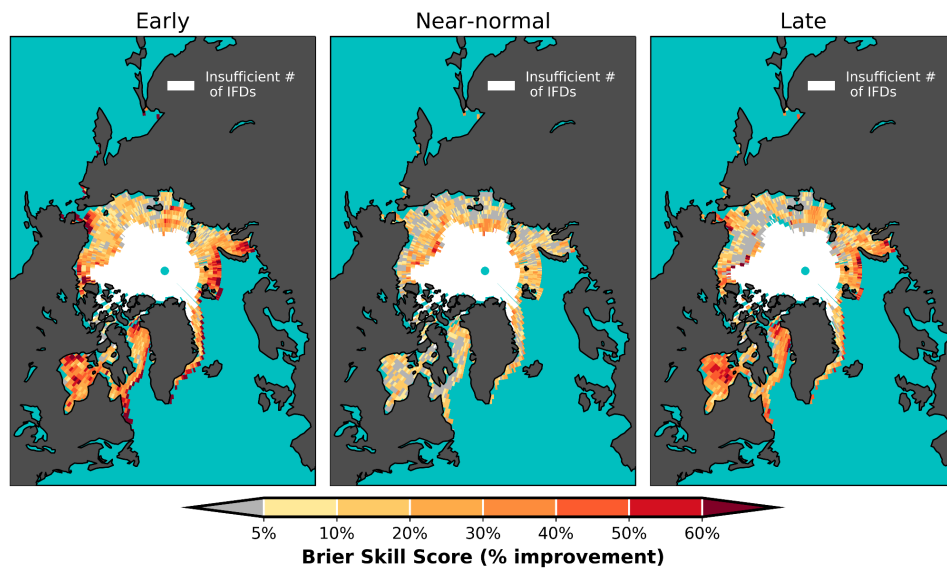 Early
Near-normal
Late
Insufficient #
of IFDs
Insufficient #
of IFDs
Insufficient #
of IFDs
5%
10%
20%
30%
40%
50%
60%
Brier Skill Score (% improvement)